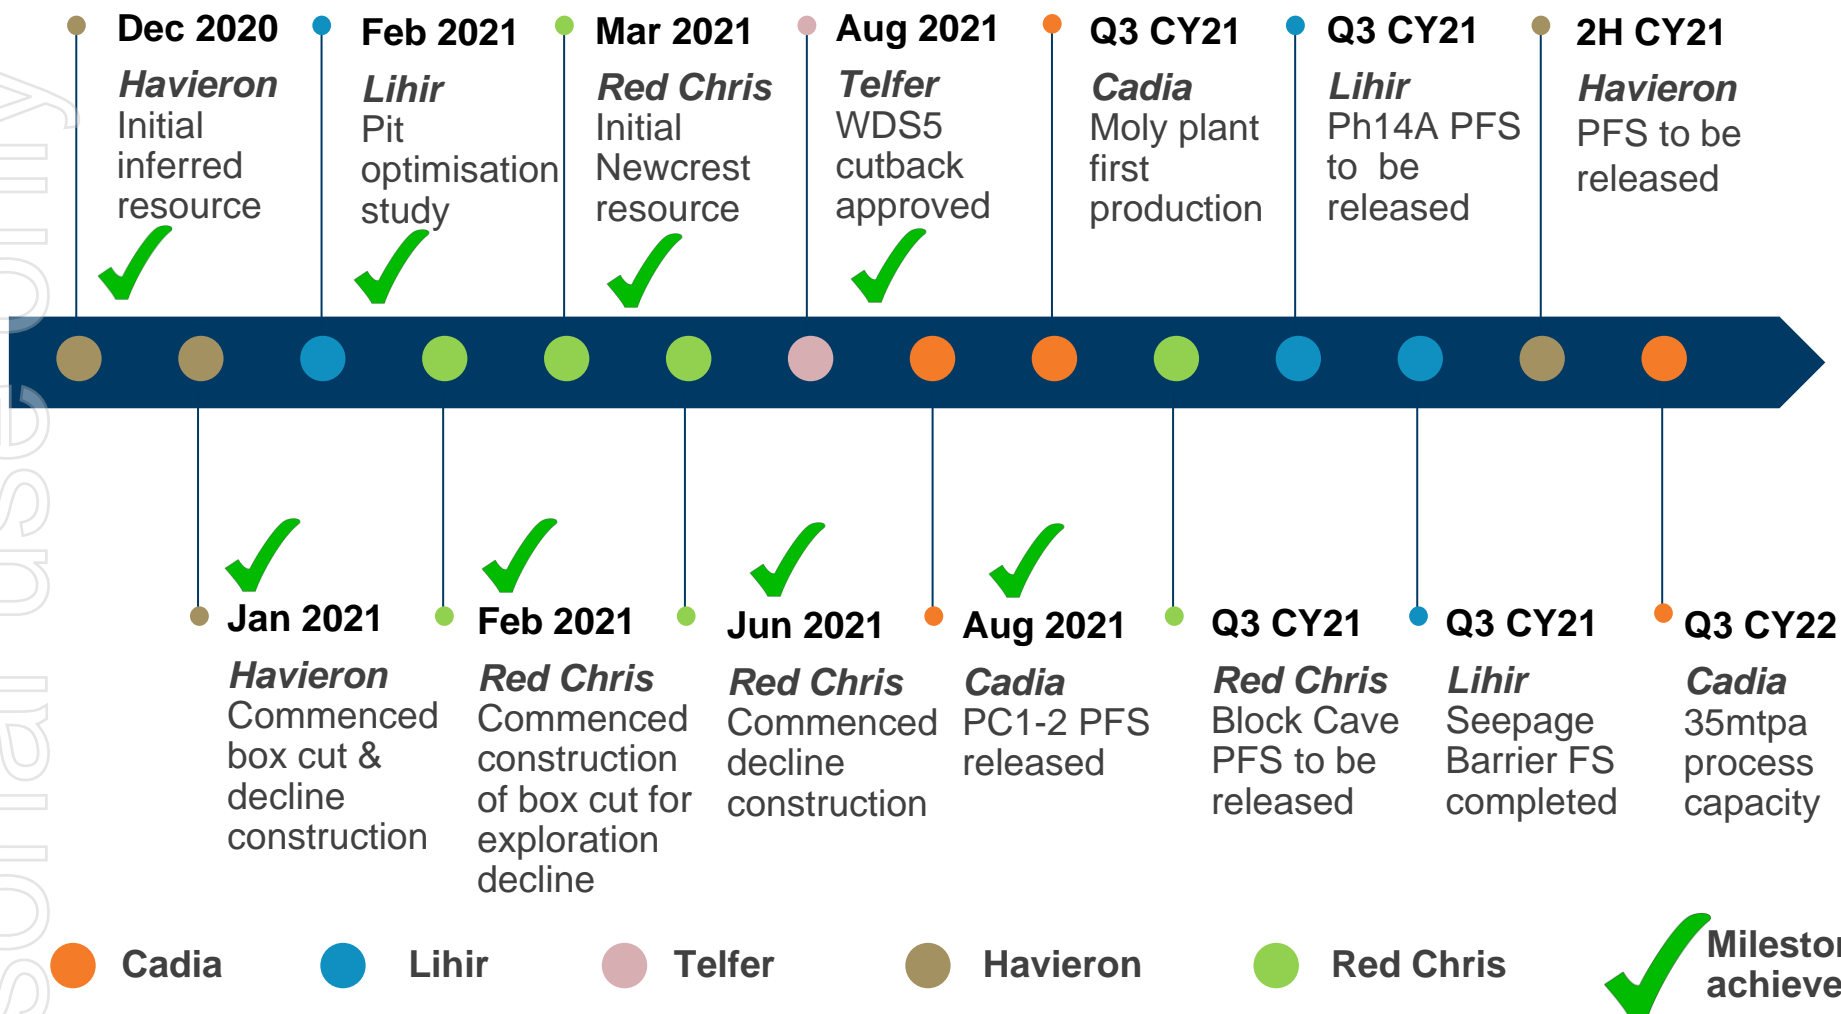 Dec 2020
Havieron
Initial
inferred
resource
Feb 2021
Lihir
Pit
optimisation
study
Mar 2021
Red Chris
Initial
Newcrest
resource
Aug 2021
Telfer
WDS5
cutback
approved
Q3 CY21
Cadia
Moly plant
first
production
Q3 CY21
Lihir
Ph14A PFS
to be
released
2H CY21
Havieron
PFS to be
released
Jan 2021
Havieron
Commenced
box cut &
decline
construction
Feb 2021
Red Chris
Commenced
construction
of box cut for
exploration
decline
Jun 2021
Red Chris
Commenced
decline
construction
Aug 2021
Cadia
PC1-2 PFS
released
Q3 CY21
Red Chris
Block Cave
PFS to be
released
Q3 CY21
Lihir
Seepage
Barrier FS
completed
Q3 CY22
Cadia
35mtpa
process
capacity
Cadia
Lihir
Telfer
Havieron
Red Chris
Mileston
achieve
sonal use only